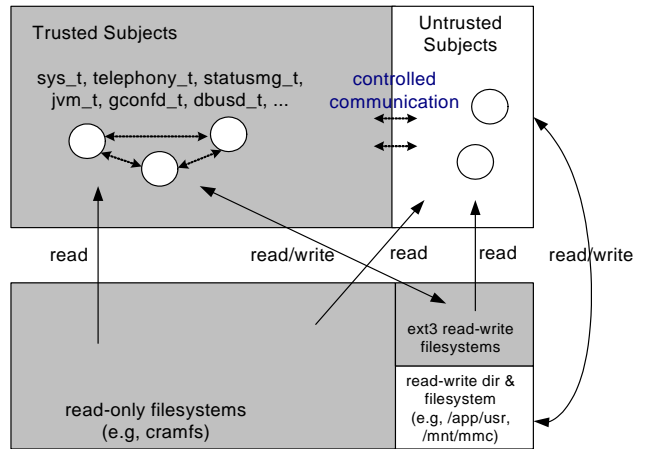 Trusted Subjects
sys_t, telephony_t, statusmg_t,
jvm_t, gconfd_t, dbusd_t, ...
Untrusted
Subjects
controlled
communication
read
read/write
read
read
read/write
ext3 read-write
filesystems
read-only filesystems
(e.g, cramfs)
read-write dir &
filesystem
(e.g, /app/usr,
/mnt/mmc)